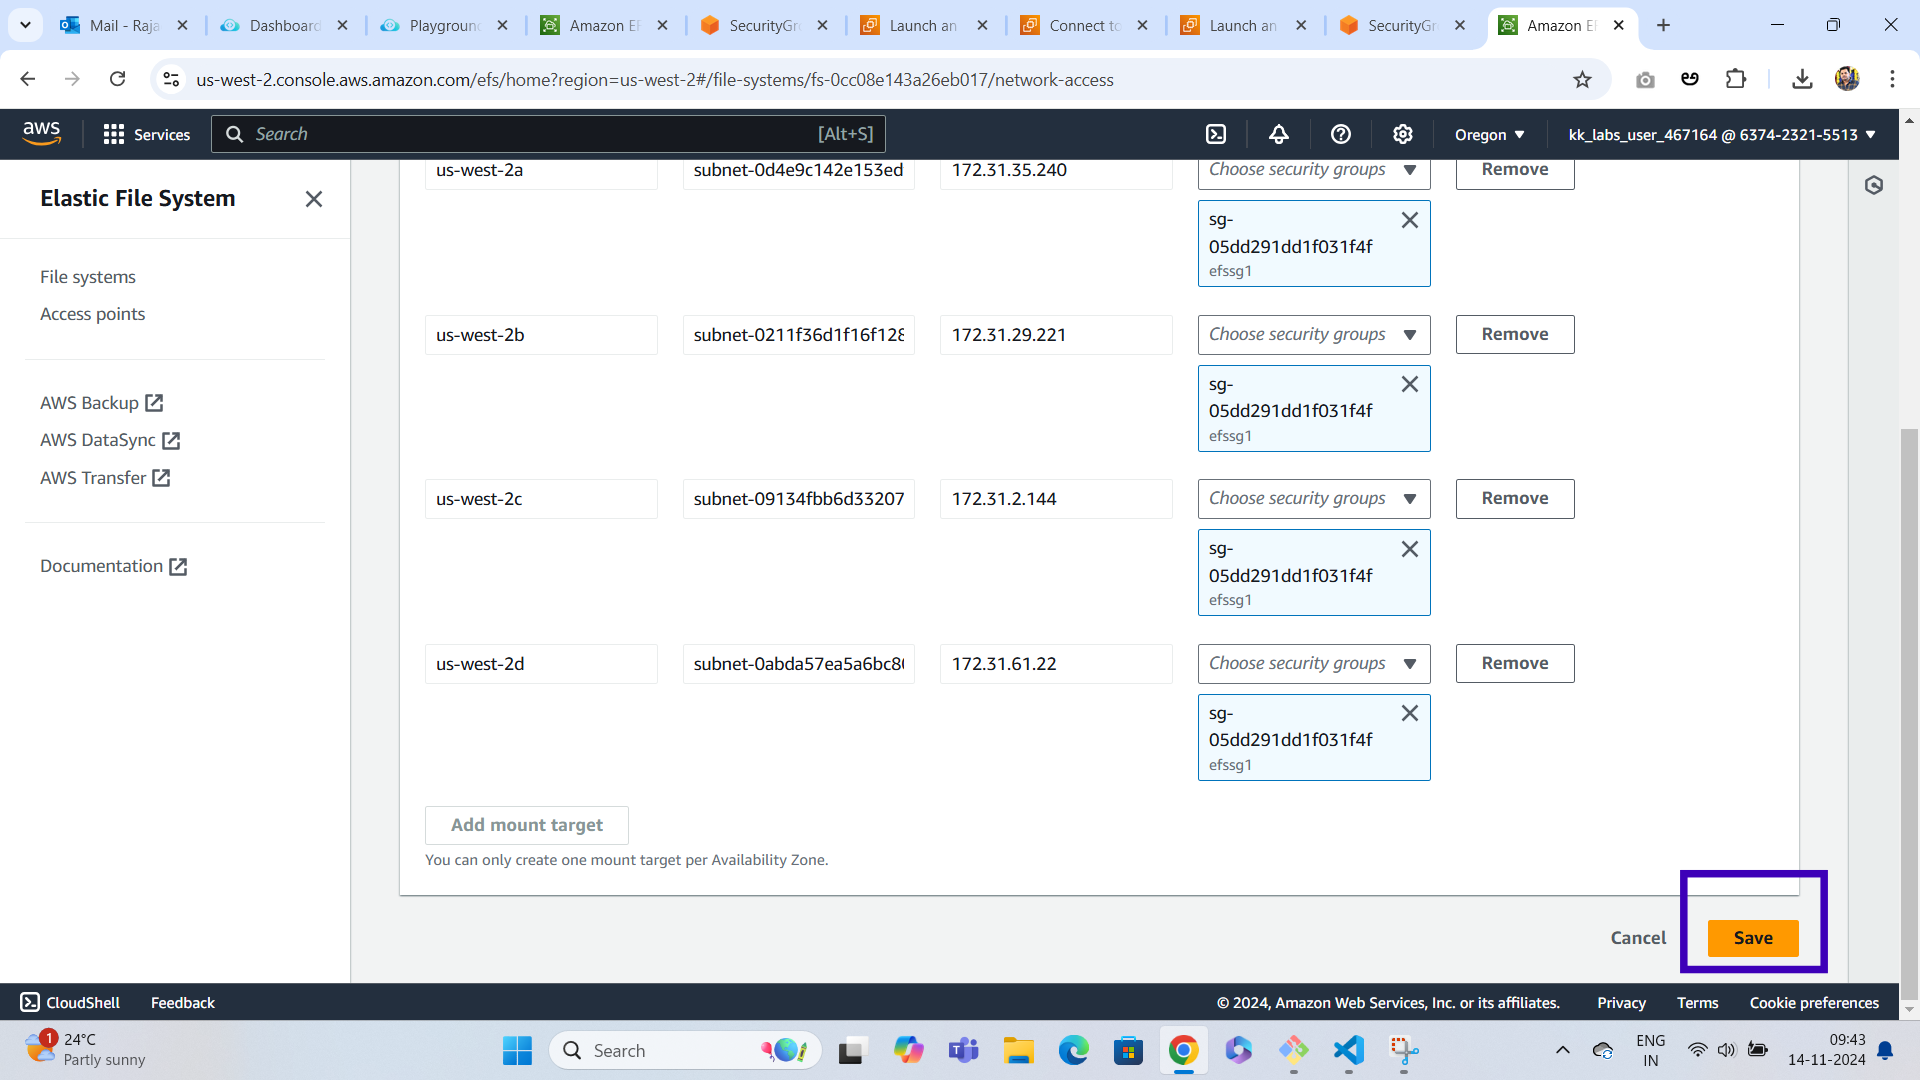 Mail - Raja
Dashboard
Playground
Amazon EF
SecurityGro
Launch an
Connect to
Launch an
SecurityGro
Amazon EF
us-west-2.console.aws.amazon.com/efs/home?region=us-west-2#/file-systems/fs-0cc08e143a26eb017/network-access
aws
Services
Search
[Alt+S]
Oregon
kk_labs_user_467164 @ 6374-2321-5513
Elastic File System
File systems
Access points
AWS Backup
AWS DataSync
AWS Transfer
Documentation
us-west-2a
subnet-0d4e9c142e153ed
172.31.35.240
Choose security groups
Remove
sg-
05dd291dd1f031f4f
efssg1
us-west-2b
subnet-0211f36d1f16f128
172.31.29.221
Choose security groups
Remove
sg-
05dd291dd1f031f4f
efssg1
us-west-2c
subnet-09134fbb6d33207
172.31.2.144
Choose security groups
Remove
sg-
05dd291dd1f031f4f
efssg1
us-west-2d
subnet-0abda57ea5a6bc80
172.31.61.22
Choose security groups
Remove
sg-
05dd291dd1f031f4f
efssg1
Add mount target
You can only create one mount target per Availability Zone.
Cancel
Save
CloudShell
Feedback
© 2024, Amazon Web Services, Inc. or its affiliates.
Privacy
Terms
Cookie preferences
1
24°C
Partly sunny
Search
ENG
IN
09:43
14-11-2024